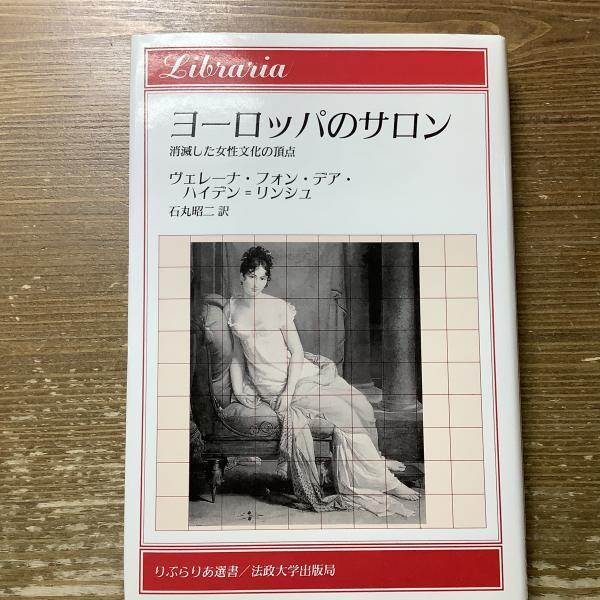 Libraria
ヨーロッパのサロン
消滅した女性文化の頂点
ヴェレーナ・フォン・デア・
ハイデン=リンシュ
石丸昭二 訳
りぶらりあ選書／法政大学出版局